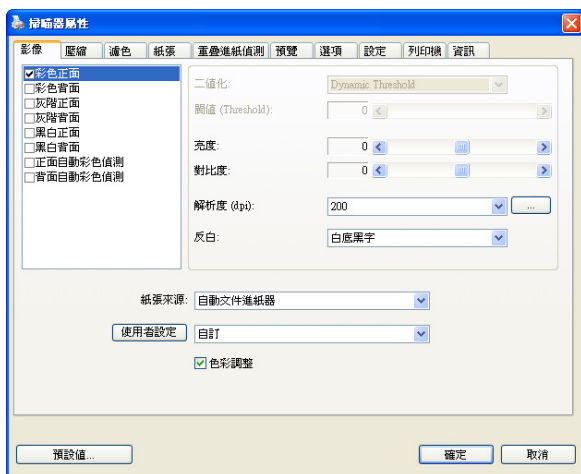 掃瞄器屬性
影像 壓縮 濾色 紙張 重疊進紙偵測 預覽 選項 設定 列印機 資訊
彩色正面
彩色背面
灰階正面
灰階背面
黑白正面
黑白背面
正面自動彩色偵測
背面自動彩色偵測
二值化: Dynamic Threshold
閥值 (Threshold): 0
亮度: 0
對比度: 0
解析度 (dpi): 200 ...
反白: 白底黑字
紙張來源: 自動文件進紙器
使用者設定 自訂
色彩調整
預設值... 確定 取消